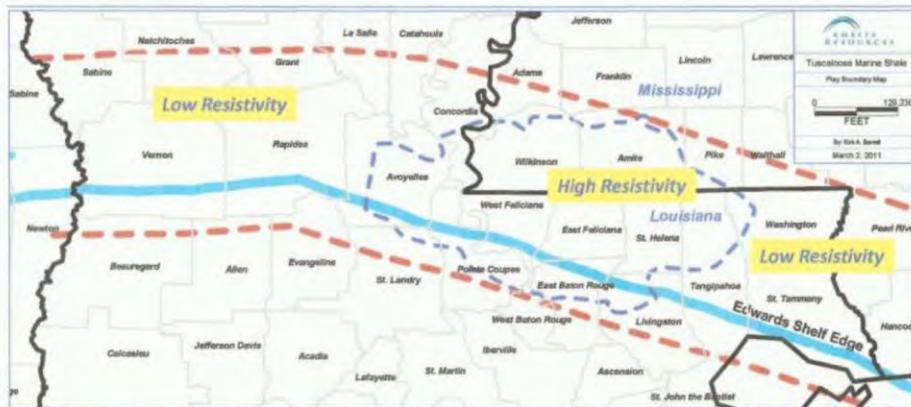 AMELIA
RESOURCES
Tuscaloosa Marine Shale
Play Boundary Map
0
FEET
March 2, 2011
Jefferson
La Salle
Catahoula
Natchitoches
Lincoln
Lawrence
Grant
Sabine
Adams
Franklin
Sabine
Mississippi
Low Resistivity
Concordia
Rapides
Vernon
Wilkinson
Amite
Pike
Walthall
Avoyelles
High Resistivity
West Feliciana
Louisiana
Newton
East Feliciana
Washington
St. Helena
Pearl Rive
Low Resistivity
Beauregard
Allen
Evangeline
St. Landry
Pointe Coupee
East Baton Rouge
Tangipahoa
St. Tammany
West Baton Rouge
Livingston
Edwards Shelf Edge
Hancoc
Calcasieu
Jefferson Davis
Acadia
Iberville
Lafayette
St. Martin
Ascension
St. John the Baptist